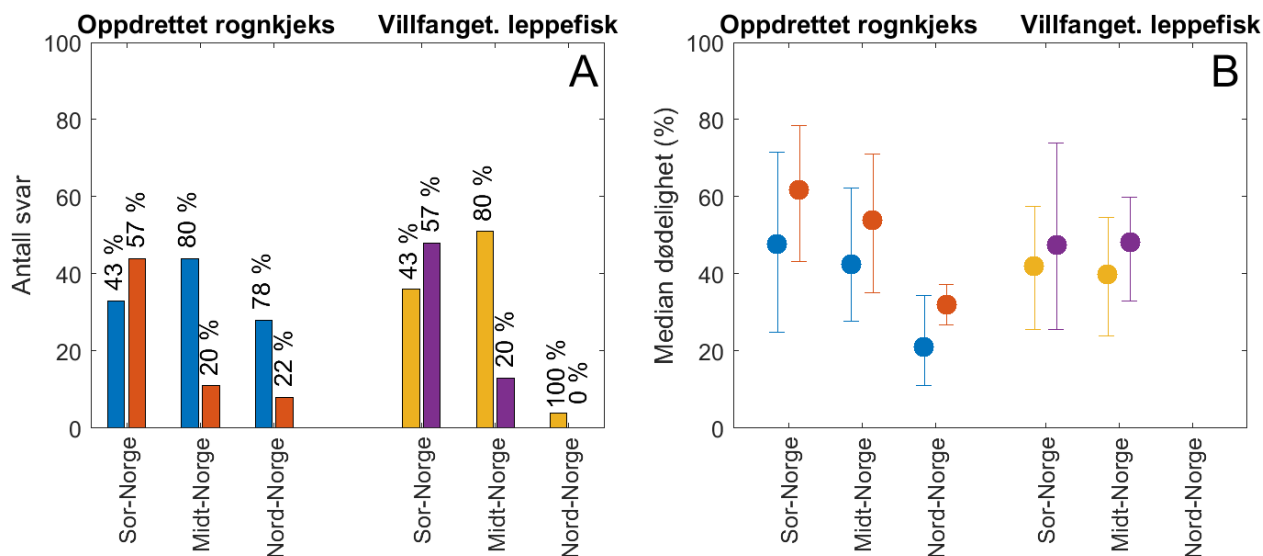 Oppdrettet rognkjeks
Villfanget. leppefisk
A
Antall svar
100
80
60
40
20
0
43 %
57 %
80 %
20 %
78 %
22 %
43 %
57 %
80 %
20 %
100 %
0 %
Sor-Norge
Midt-Norge
Nord-Norge
Sor-Norge
Midt-Norge
Nord-Norge
Oppdrettet rognkjeks
Villfanget. leppefisk
B
Median dødelighet (%)
100
80
60
40
20
0
Sor-Norge
Midt-Norge
Nord-Norge
Sor-Norge
Midt-Norge
Nord-Norge